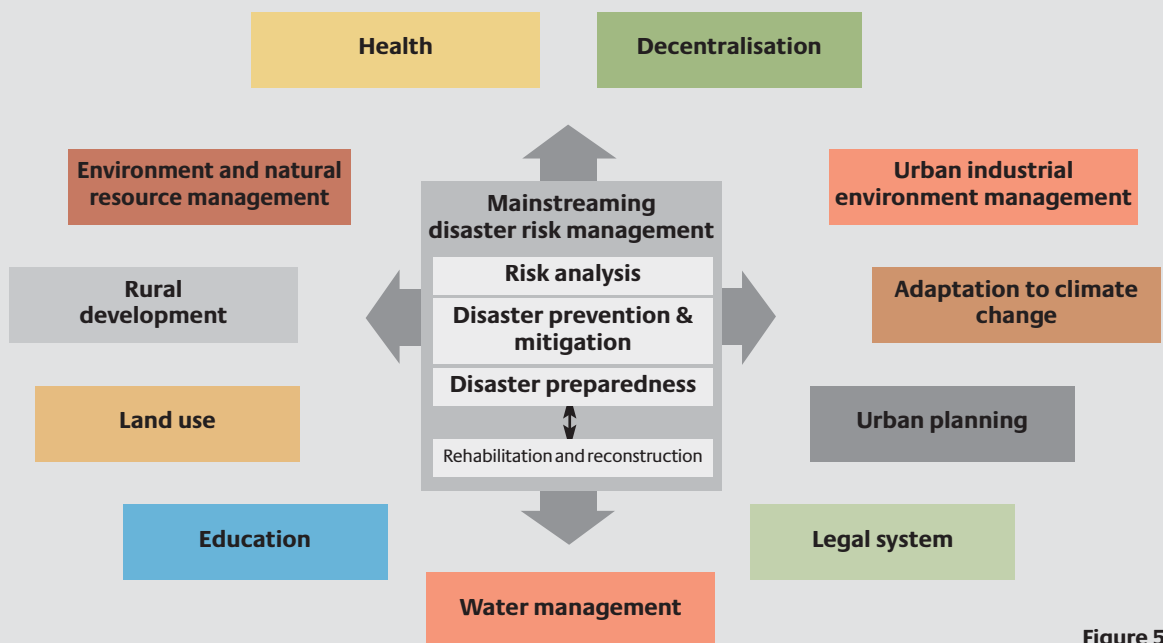 Health
Decentralisation
Environment and natural
resource management
Urban industrial
environment management
Mainstreaming
disaster risk management
Risk analysis
Disaster prevention &
mitigation
Disaster preparedness
Rehabilitation and reconstruction
Rural
development
Adaptation to climate
change
Land use
Urban planning
Education
Legal system
Water management
Figure 5